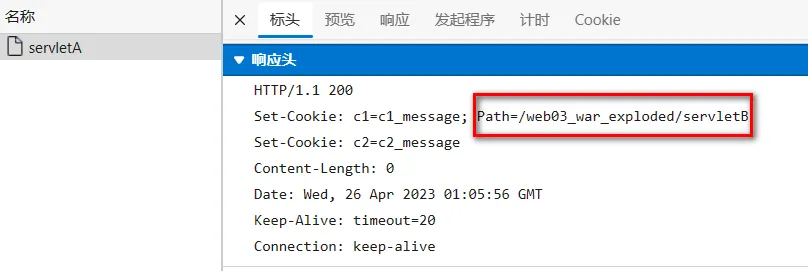 名称
servletA
标头 预览 响应 发起程序 计时 Cookie
响应头
HTTP/1.1 200
Set-Cookie: c1=c1_message; Path=/web03_war_exploded/servletB
Set-Cookie: c2=c2_message
Content-Length: 0
Date: Wed, 26 Apr 2023 01:05:56 GMT
Keep-Alive: timeout=20
Connection: keep-alive